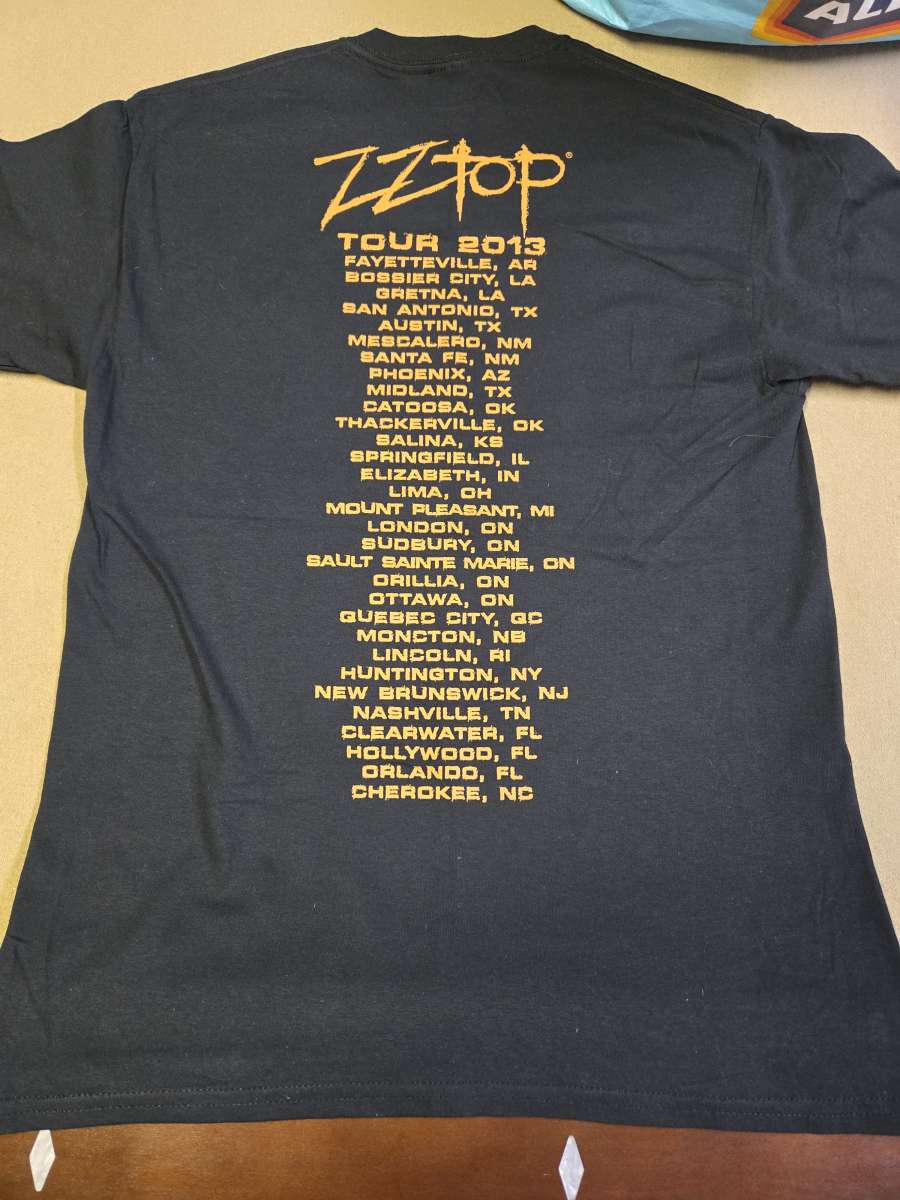 ALDI
ZZ TOP®
TOUR 2013
FAYETTEVILLE, AR
BOSSIER CITY, LA
GRETNA, LA
SAN ANTONIO, TX
AUSTIN, TX
MESCALERO, NM
SANTA FE, NM
PHOENIX, AZ
MIDLAND, TX
CATOOSA, OK
THACKERVILLE, OK
SALINA, KS
SPRINGFIELD, IL
ELIZABETH, IN
LIMA, OH
MOUNT PLEASANT, MI
LONDON, ON
SUDBURY, ON
SAULT SAINTE MARIE, ON
ORILLIA, ON
OTTAWA, ON
QUEBEC CITY, QC
MONCTON, NB
LINCOLN, RI
HUNTINGTON, NY
NEW BRUNSWICK, NJ
NASHVILLE, TN
CLEARWATER, FL
HOLLYWOOD, FL
ORLANDO, FL
CHEROKEE, NC